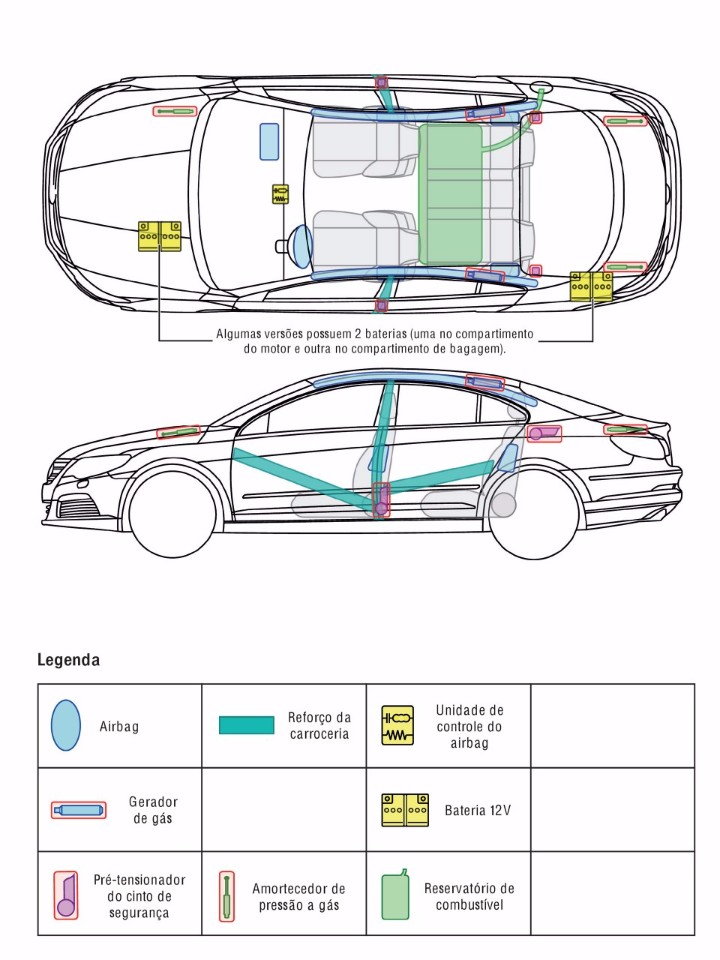 Algumas versões possuem 2 baterias (uma no compartimento
do motor e outra no compartimento de bagagem).
Legenda
Airbag
Reforço da
carroceria
Unidade de
controle do
airbag
Gerador
de gás
Bateria 12V
Pré-tensionador
do cinto de
segurança
Amortecedor de
pressão a gás
Reservatório de
combustível